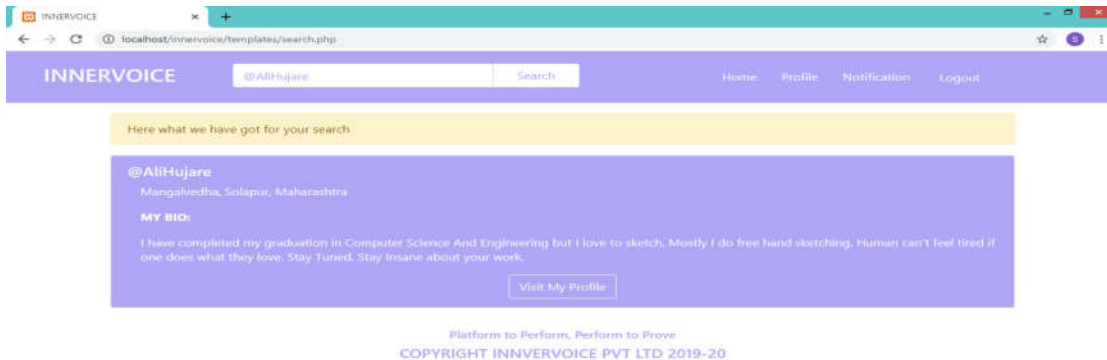 INNERVOICE
localhost/innervoice/templates/search.php
INNERVOICE @AliHujare Search Home Profile Notification Logout
Here what we have got for your search
@AliHujare
Mangalvedha, Solapur, Maharashtra
MY BIO:
I have completed my graduation in Computer Science And Engineering but I love to sketch, Mostly I do free hand sketching. Human can't feel tired if
one does what they love. Stay Tuned. Stay Insane about your work.
Visit My Profile
Platform to Perform, Perform to Prove
COPYRIGHT INNVERVOICE PVT LTD 2019-20